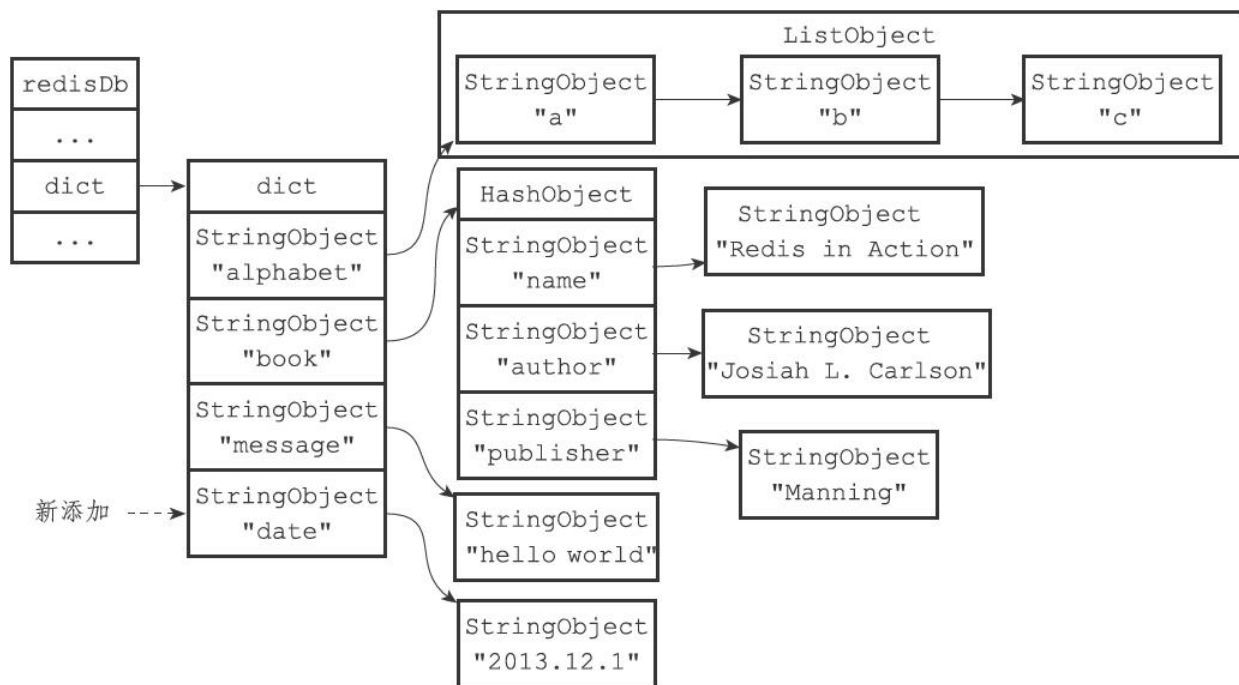 redisDb
...
dict
...
dict
StringObject
"alphabet"
StringObject
"book"
StringObject
"message"
新添加
StringObject
"date"
ListObject
StringObject
"a"
StringObject
"b"
StringObject
"c"
HashObject
StringObject
"name"
StringObject
"author"
StringObject
"publisher"
StringObject
"Redis in Action"
StringObject
"Josiah L. Carlson"
StringObject
"Manning"
StringObject
"hello world"
StringObject
"2013.12.1"